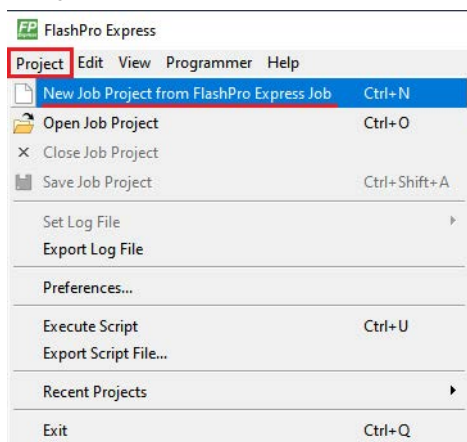 FP FlashPro Express
Project Edit View Programmer Help
New Job Project from FlashPro Express Job Ctrl+N
Open Job Project Ctrl+O
Close Job Project
Save Job Project Ctrl+Shift+A
Set Log File
Export Log File
Preferences...
Execute Script Ctrl+U
Export Script File...
Recent Projects
Exit Ctrl+Q